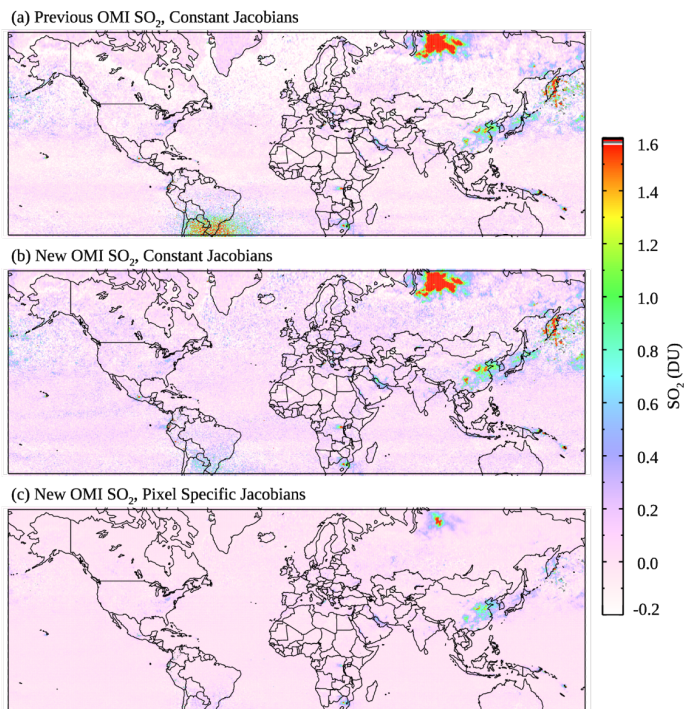 (a) Previous OMI SO₂, Constant Jacobians
(b) New OMI SO₂, Constant Jacobians
(c) New OMI SO₂, Pixel Specific Jacobians
1.6
1.4
1.2
1.0
0.8
0.6
0.4
0.2
0.0
-0.2
SO₂ (DU)